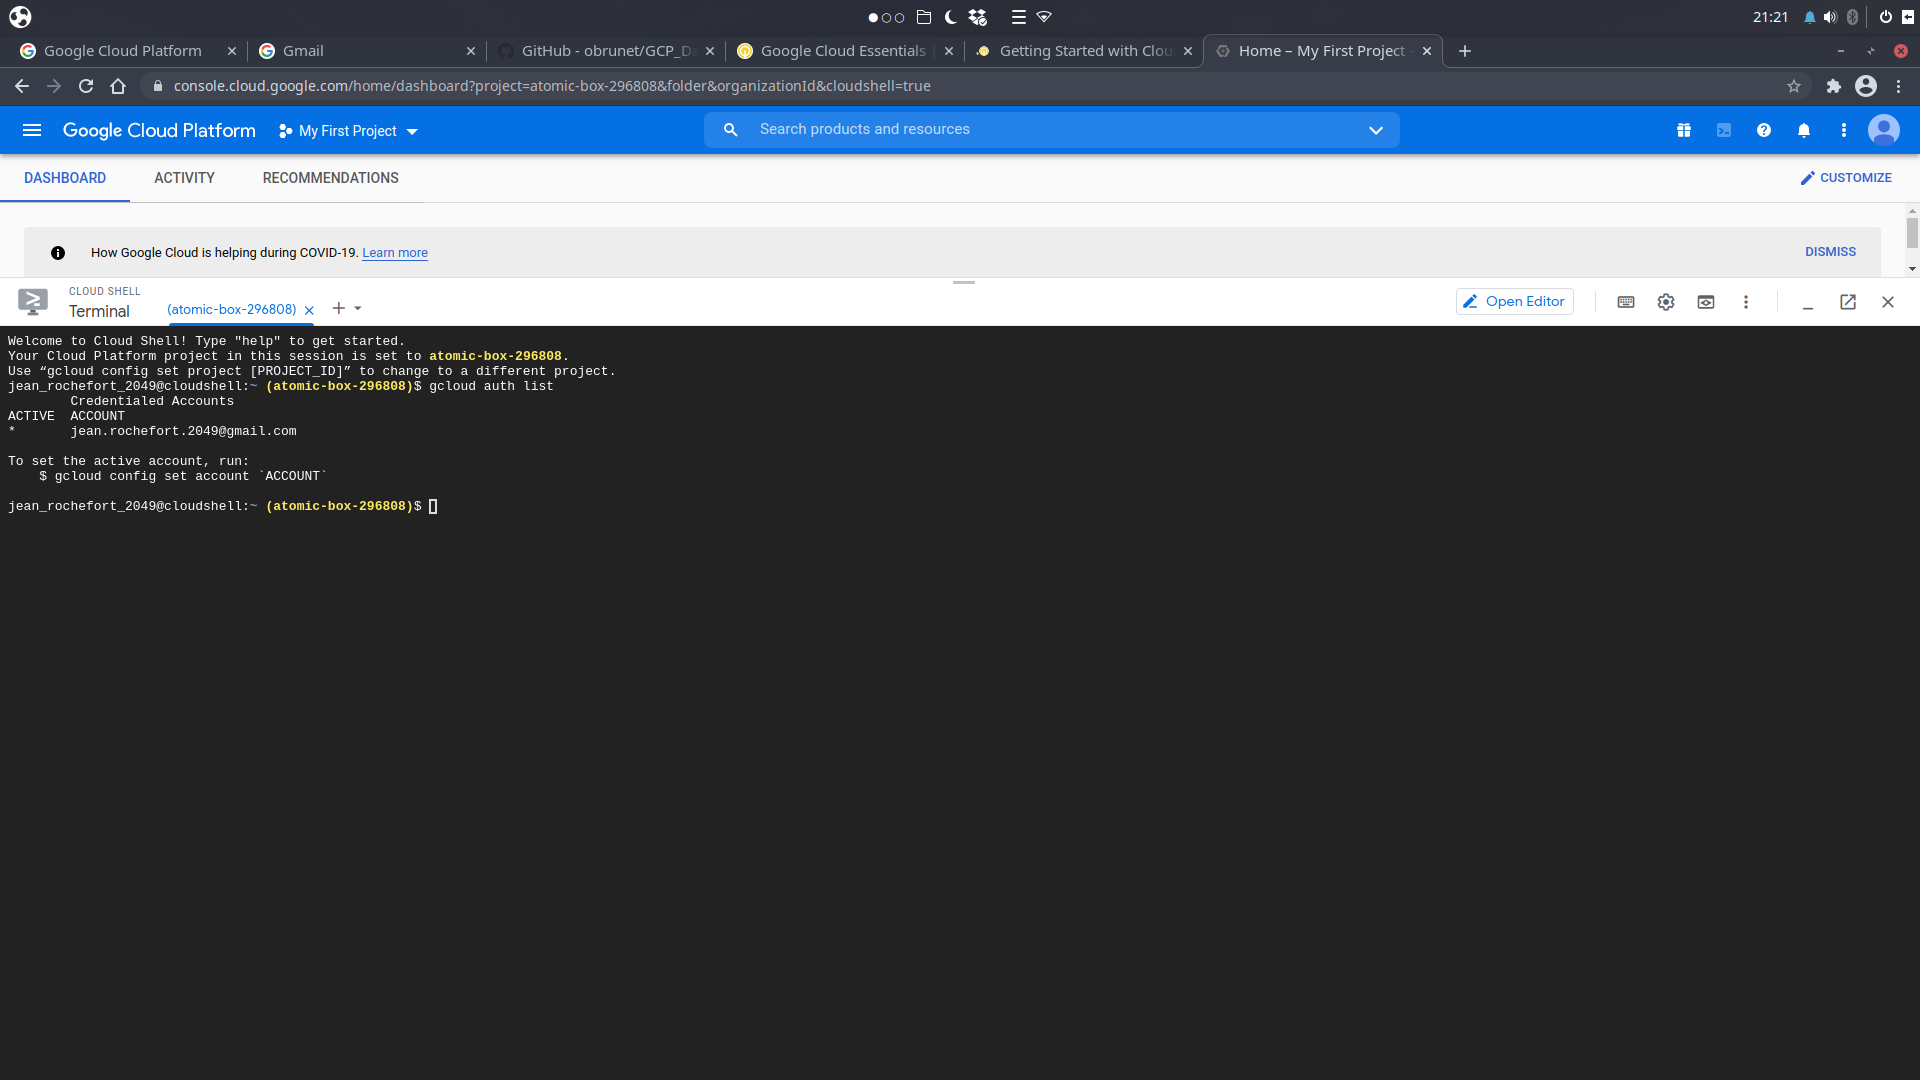 21:21
Google Cloud Platform
Gmail
GitHub - obrunet/GCP_Da
Google Cloud Essentials
Getting Started with Clou
Home – My First Project
console.cloud.google.com/home/dashboard?project=atomic-box-296808&folder&organizationId&cloudshell=true
Google Cloud Platform
My First Project
Search products and resources
DASHBOARD
ACTIVITY
RECOMMENDATIONS
CUSTOMIZE
How Google Cloud is helping during COVID-19. Learn more
DISMISS
CLOUD SHELL
Terminal
(atomic-box-296808)
Open Editor
Welcome to Cloud Shell! Type "help" to get started.
Your Cloud Platform project in this session is set to atomic-box-296808.
Use “gcloud config set project [PROJECT_ID]” to change to a different project.
jean_rochefort_2049@cloudshell:~ (atomic-box-296808)$ gcloud auth list
Credentialed Accounts
ACTIVE  ACCOUNT
*       jean.rochefort.2049@gmail.com
To set the active account, run:
$ gcloud config set account `ACCOUNT`
jean_rochefort_2049@cloudshell:~ (atomic-box-296808)$